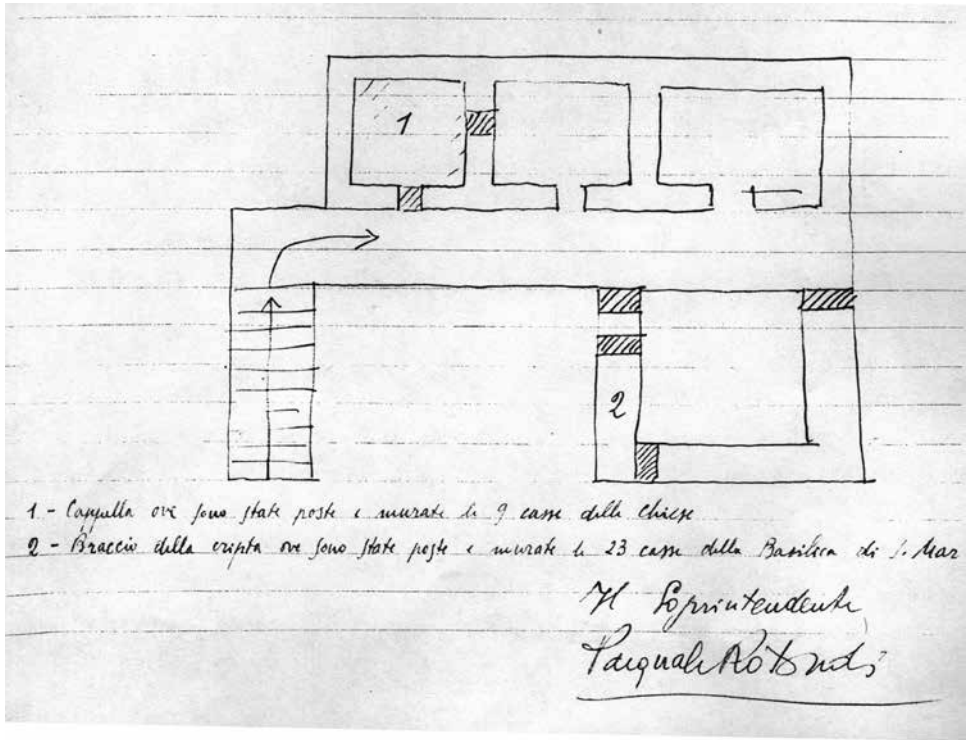 1
2
1 - Cappella ove sono state poste e murate le 9 casse delle Chiese
2 - Braccio della cripta ove sono state poste e murate le 23 casse della Basilica di S. Mar
Il Soprintendente
Pasquale Rotondi